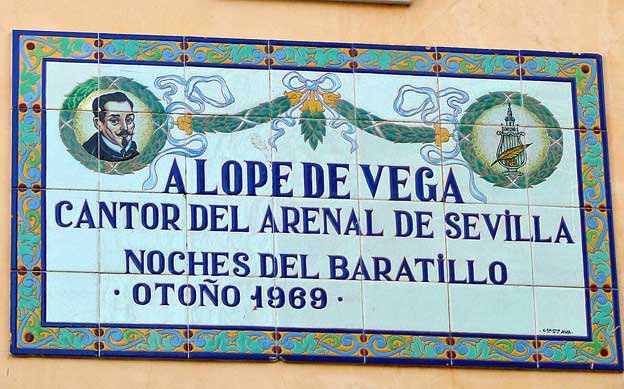 A LOPE DE VEGA
CANTOR DEL ARENAL DE SEVILLA
NOCHES DEL BARATILLO
· OTOÑO 1969 ·